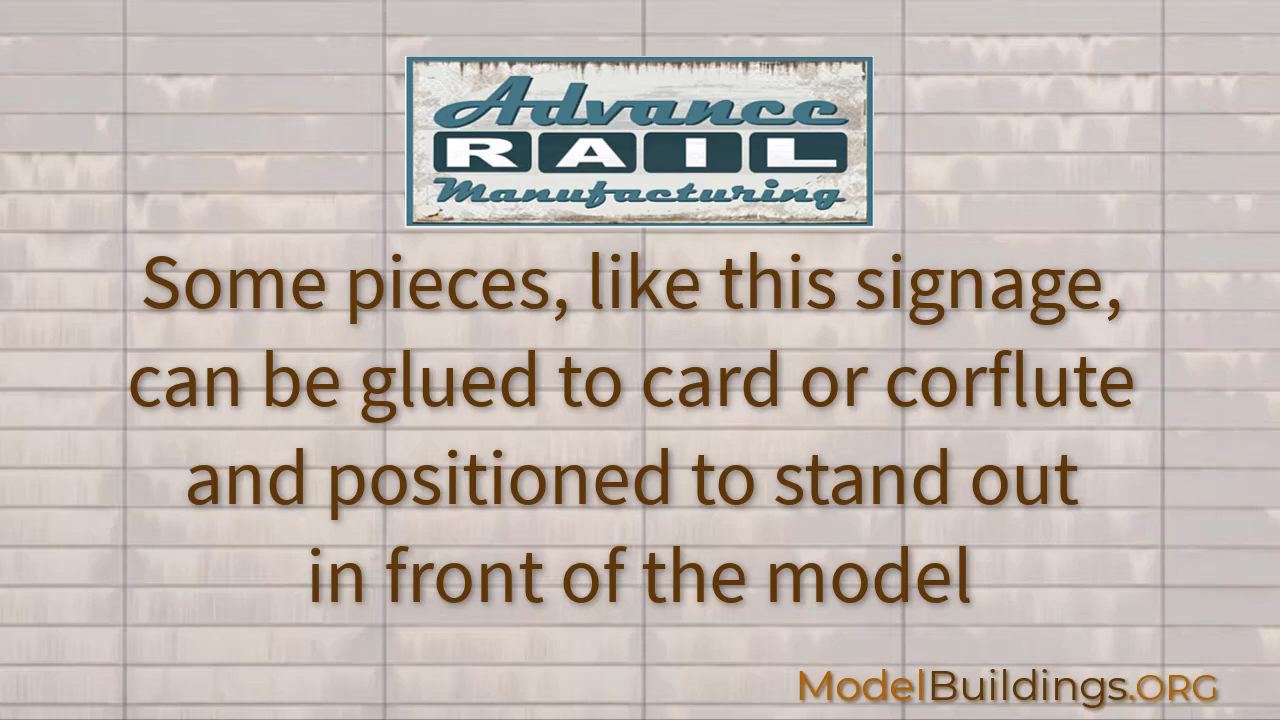 Advance
RAIL
Manufacturing
Some pieces, like this signage,
can be glued to card or corflute
and positioned to stand out
in front of the model
ModelBuildings.ORG